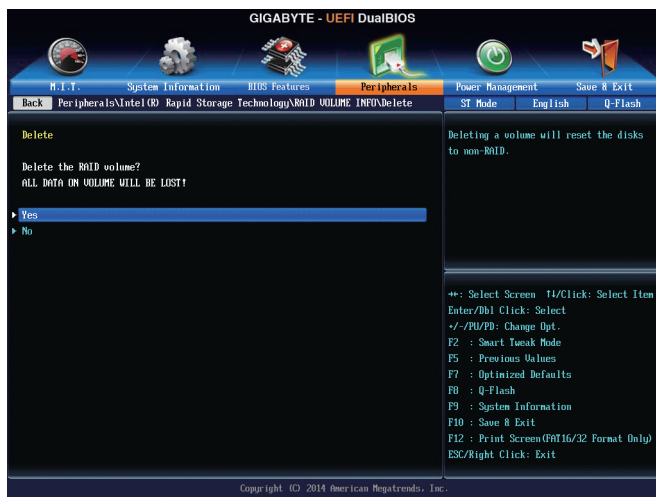 GIGABYTE - UEFI DualBIOS
M.I.T.
System Information
BIOS Features
Peripherals
Power Management
Save & Exit
Back Peripherals\Intel(R) Rapid Storage Technology\RAID VOLUME INFO\Delete
ST Mode
English
Q-Flash
Delete
Delete the RAID volume?
ALL DATA ON VOLUME WILL BE LOST!
Yes
No
Deleting a volume will reset the disks
to non-RAID.
→←: Select Screen ↑↓/Click: Select Item
Enter/Dbl Click: Select
+/-/PU/PD: Change Opt.
F2 : Smart Tweak Mode
F5 : Previous Values
F7 : Optimized Defaults
F8 : Q-Flash
F9 : System Information
F10 : Save & Exit
F12 : Print Screen(FAT16/32 Format Only)
ESC/Right Click: Exit
Copyright (C) 2014 American Megatrends, Inc.